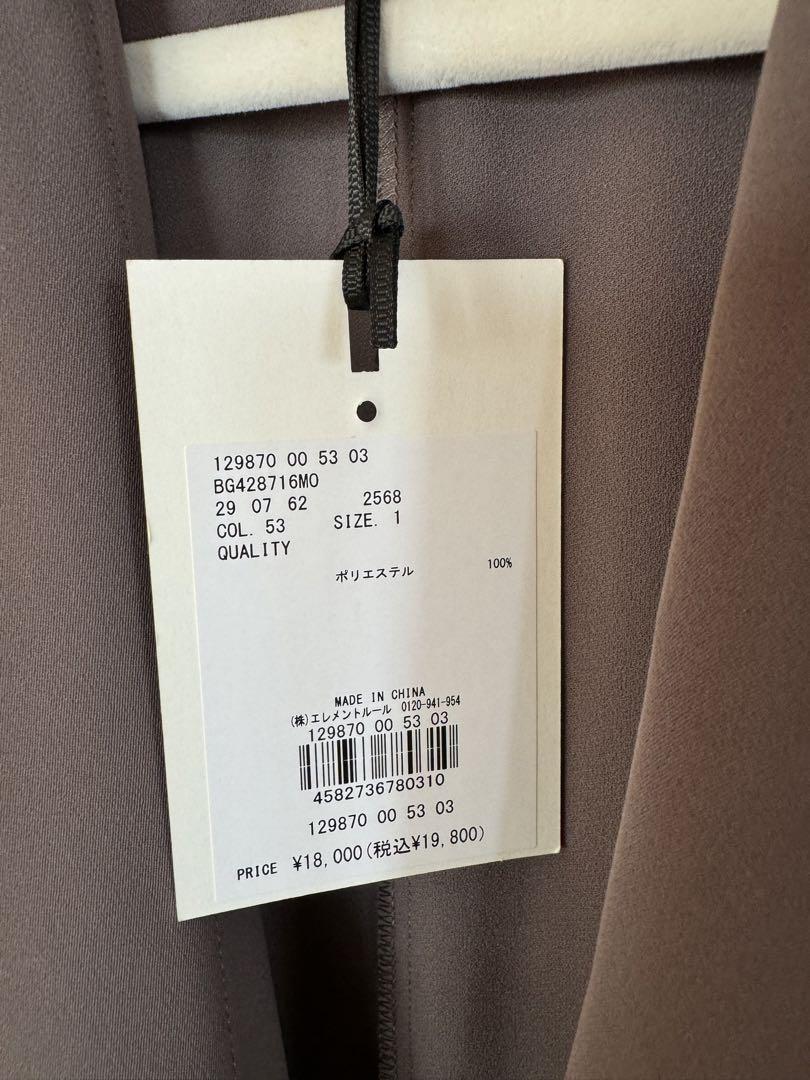 129870 00 53 03
BG428716MO
29 07 62 2568
COL. 53 SIZE. 1
QUALITY
ポリエステル 100%
MADE IN CHINA
(株)エレメントルール 0120-941-954
129870 00 53 03
4582736780310
129870 00 53 03
PRICE ¥18,000(税込¥19,800)